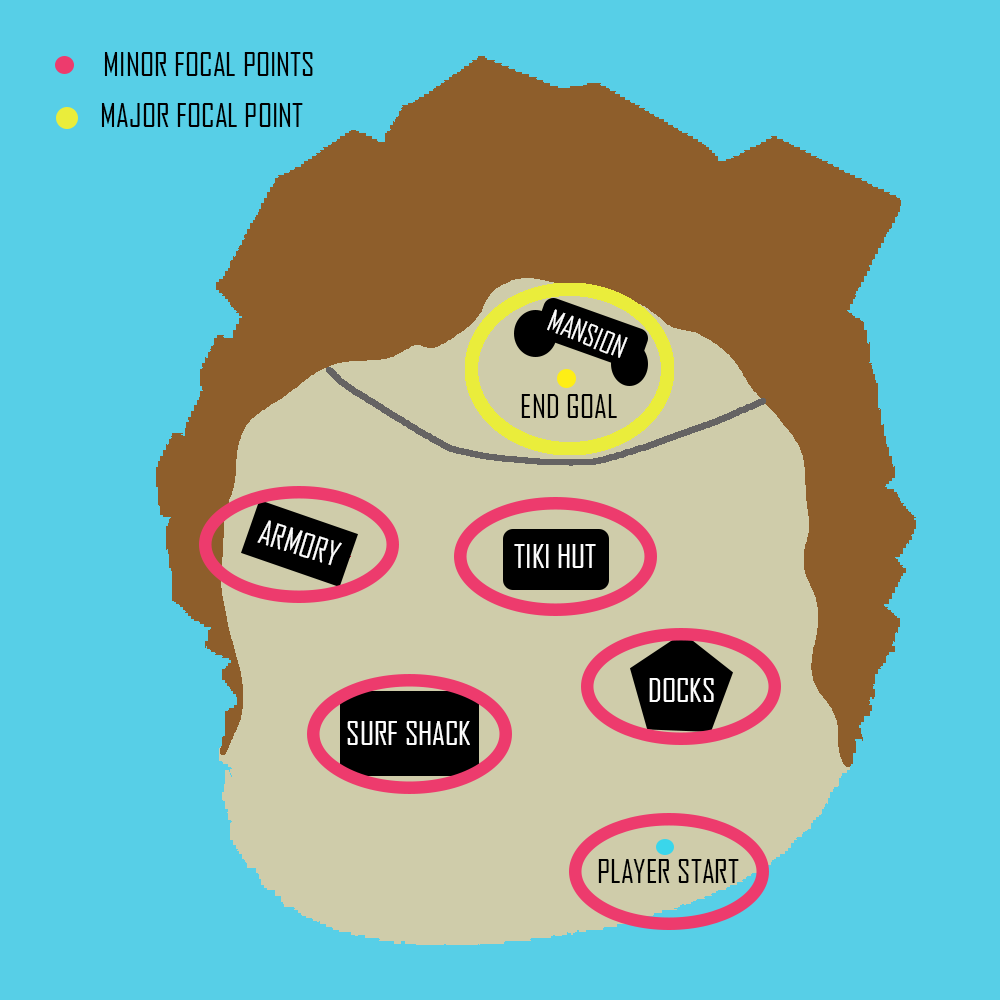 MINOR FOCAL POINTS
MAJOR FOCAL POINT
MANSION
END GOAL
ARMORY
TIKI HUT
DOCKS
SURF SHACK
PLAYER START